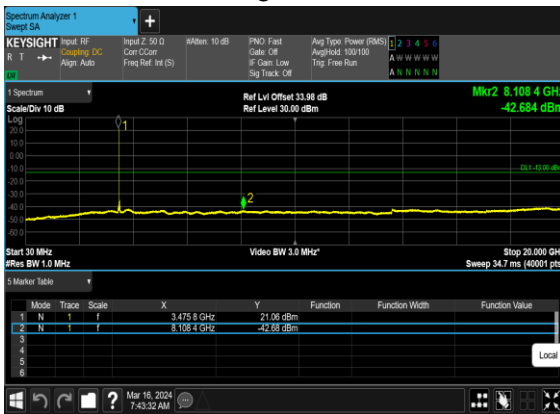 Spectrum Analyzer 1
Swept SA
KEYSIGHT Input: RF Input Z: 50 Ω #Atten: 10 dB PNO: Fast Avg Type: Power (RMS) 1 2 3 4 5 6
R T Coupling: DC Corr CCorr Gate: Off Avg|Hold: 100/100 A W W W W W
Align: Auto Freq Ref: Int (S) IF Gain: Low Trig: Free Run
LV Sig Track: Off A N N N N N
1 Spectrum
Ref Lvl Offset 33.98 dB Mkr2 8.108 4 GHz
Scale/Div 10 dB Ref Level 30.00 dBm -42.684 dBm
Log
20.0
10.0
0.00
-10.0
-20.0
-30.0
-40.0
-50.0
-60.0
1
2
DL1 -13.00 dBm
Start 30 MHz Video BW 3.0 MHz* Stop 20.000 GH
#Res BW 1.0 MHz Sweep 34.7 ms (40001 pts
5 Marker Table
Mode Trace Scale X Y Function Function Width Function Value
1 N 1 f 3.475 8 GHz 21.06 dBm
2 N 1 f 8.108 4 GHz -42.68 dBm
3
4
5
6
Local
Mar 16, 2024
7:43:32 AM